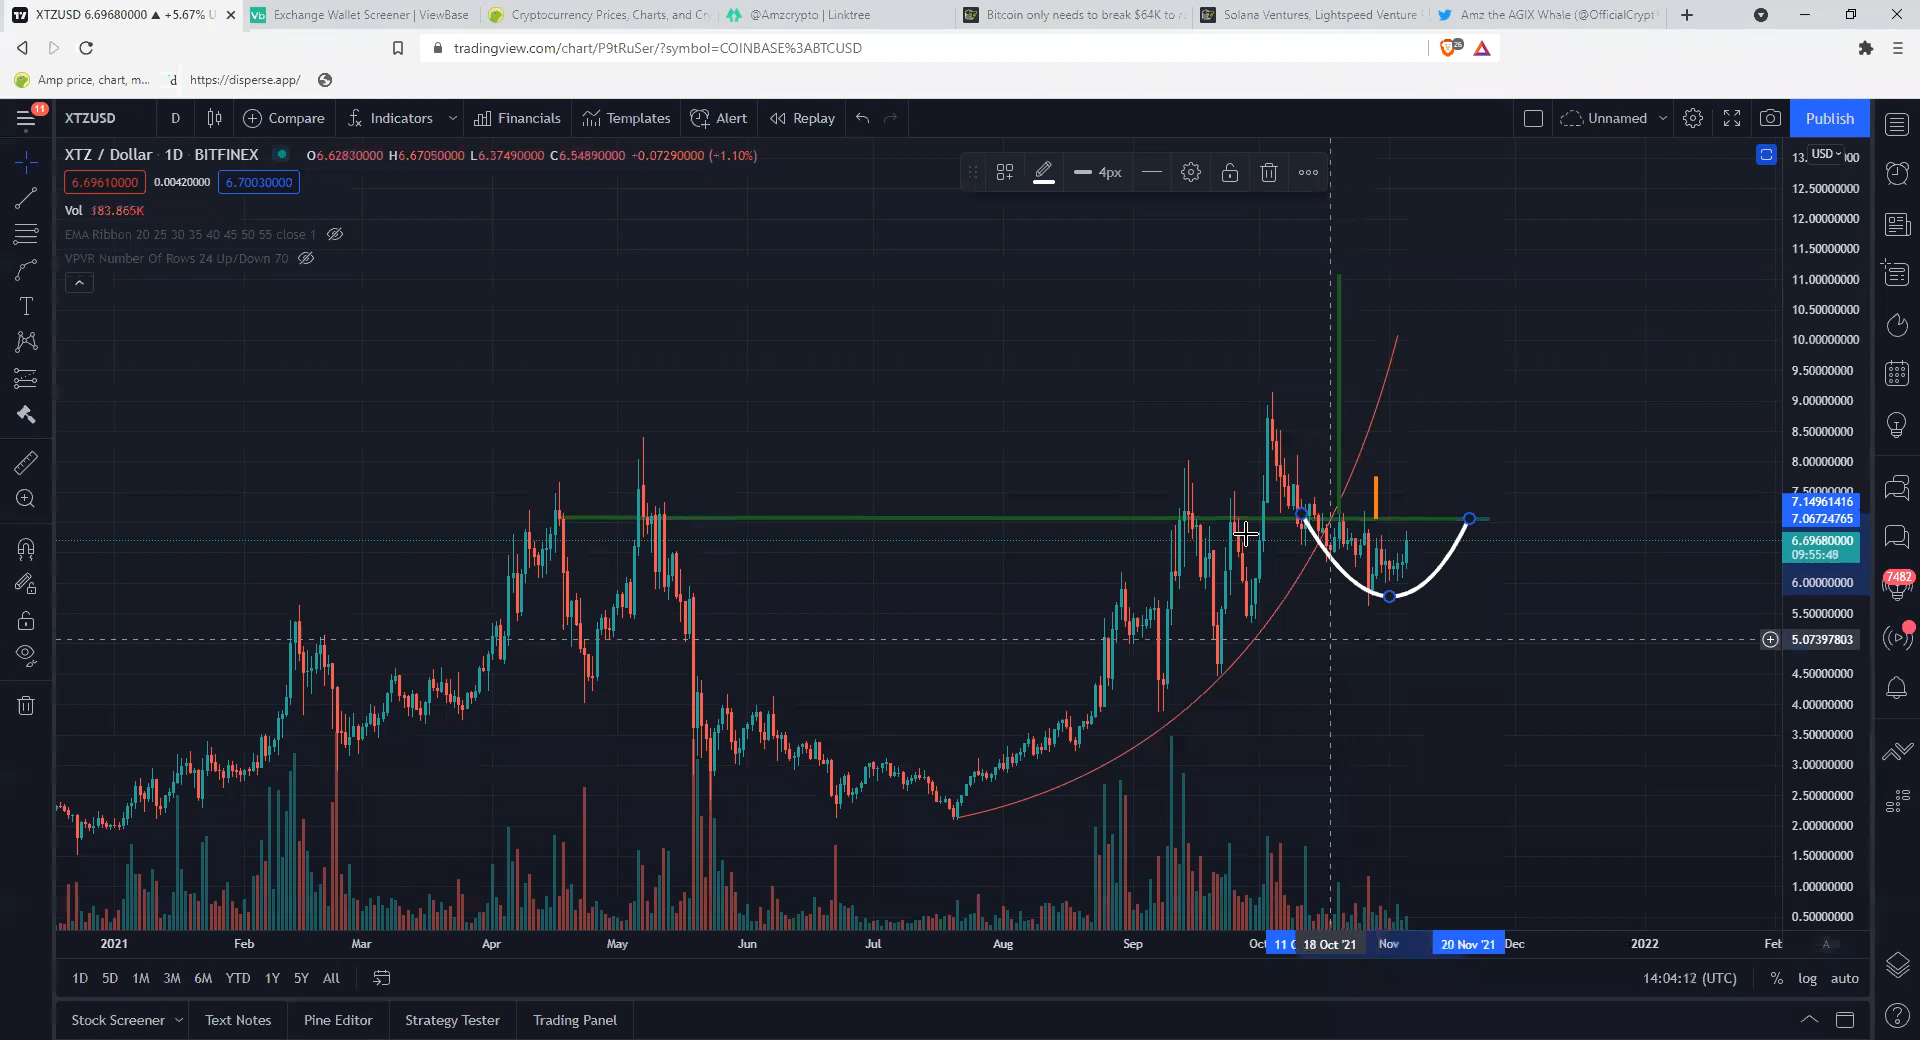 XTZUSD 6.69680000 ▲ +5.67% U
Exchange Wallet Screener | ViewBase
Cryptocurrency Prices, Charts, and Cry
@Amzcrypto | Linktree
Bitcoin only needs to break $64K to r
Solana Ventures, Lightspeed Venture
Amz the AGIX Whale (@OfficialCrypt
tradingview.com/chart/P9tRuSer/?symbol=COINBASE%3ABTCUSD
26
Amp price, chart, m...
d https://disperse.app/
11
XTZUSD
D
Compare
Indicators
Financials
Templates
Alert
Replay
Unnamed
Publish
XTZ / Dollar · 1D · BITFINEX
O6.62830000 H6.67050000 L6.37490000 C6.54890000 +0.07290000 (+1.10%)
6.69610000
0.00420000
6.70030000
Vol 183.865K
EMA Ribbon 20 25 30 35 40 45 50 55 close 1
VPVR Number Of Rows 24 Up/Down 70
4px
USD
12.50000000
12.00000000
11.50000000
11.00000000
10.50000000
10.00000000
9.50000000
9.00000000
8.50000000
8.00000000
7.14961416
7.06724765
6.69680000
09:55:48
6.00000000
5.50000000
5.07397803
4.50000000
4.00000000
3.50000000
3.00000000
2.50000000
2.00000000
1.50000000
1.00000000
0.50000000
7482
2021
Feb
Mar
Apr
May
Jun
Jul
Aug
Sep
Oct
18 Oct '21
Nov
20 Nov '21
Dec
2022
A
1D 5D 1M 3M 6M YTD 1Y 5Y All
14:04:12 (UTC)
% log auto
Stock Screener
Text Notes
Pine Editor
Strategy Tester
Trading Panel